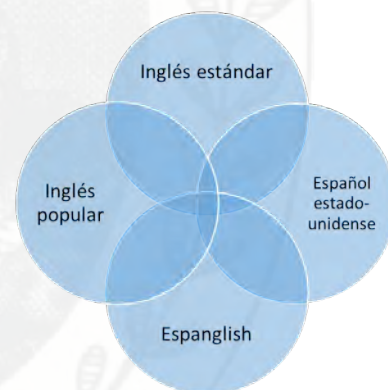 Inglés estándar
Inglés
popular
Español
estado-
unidense
Espanglish